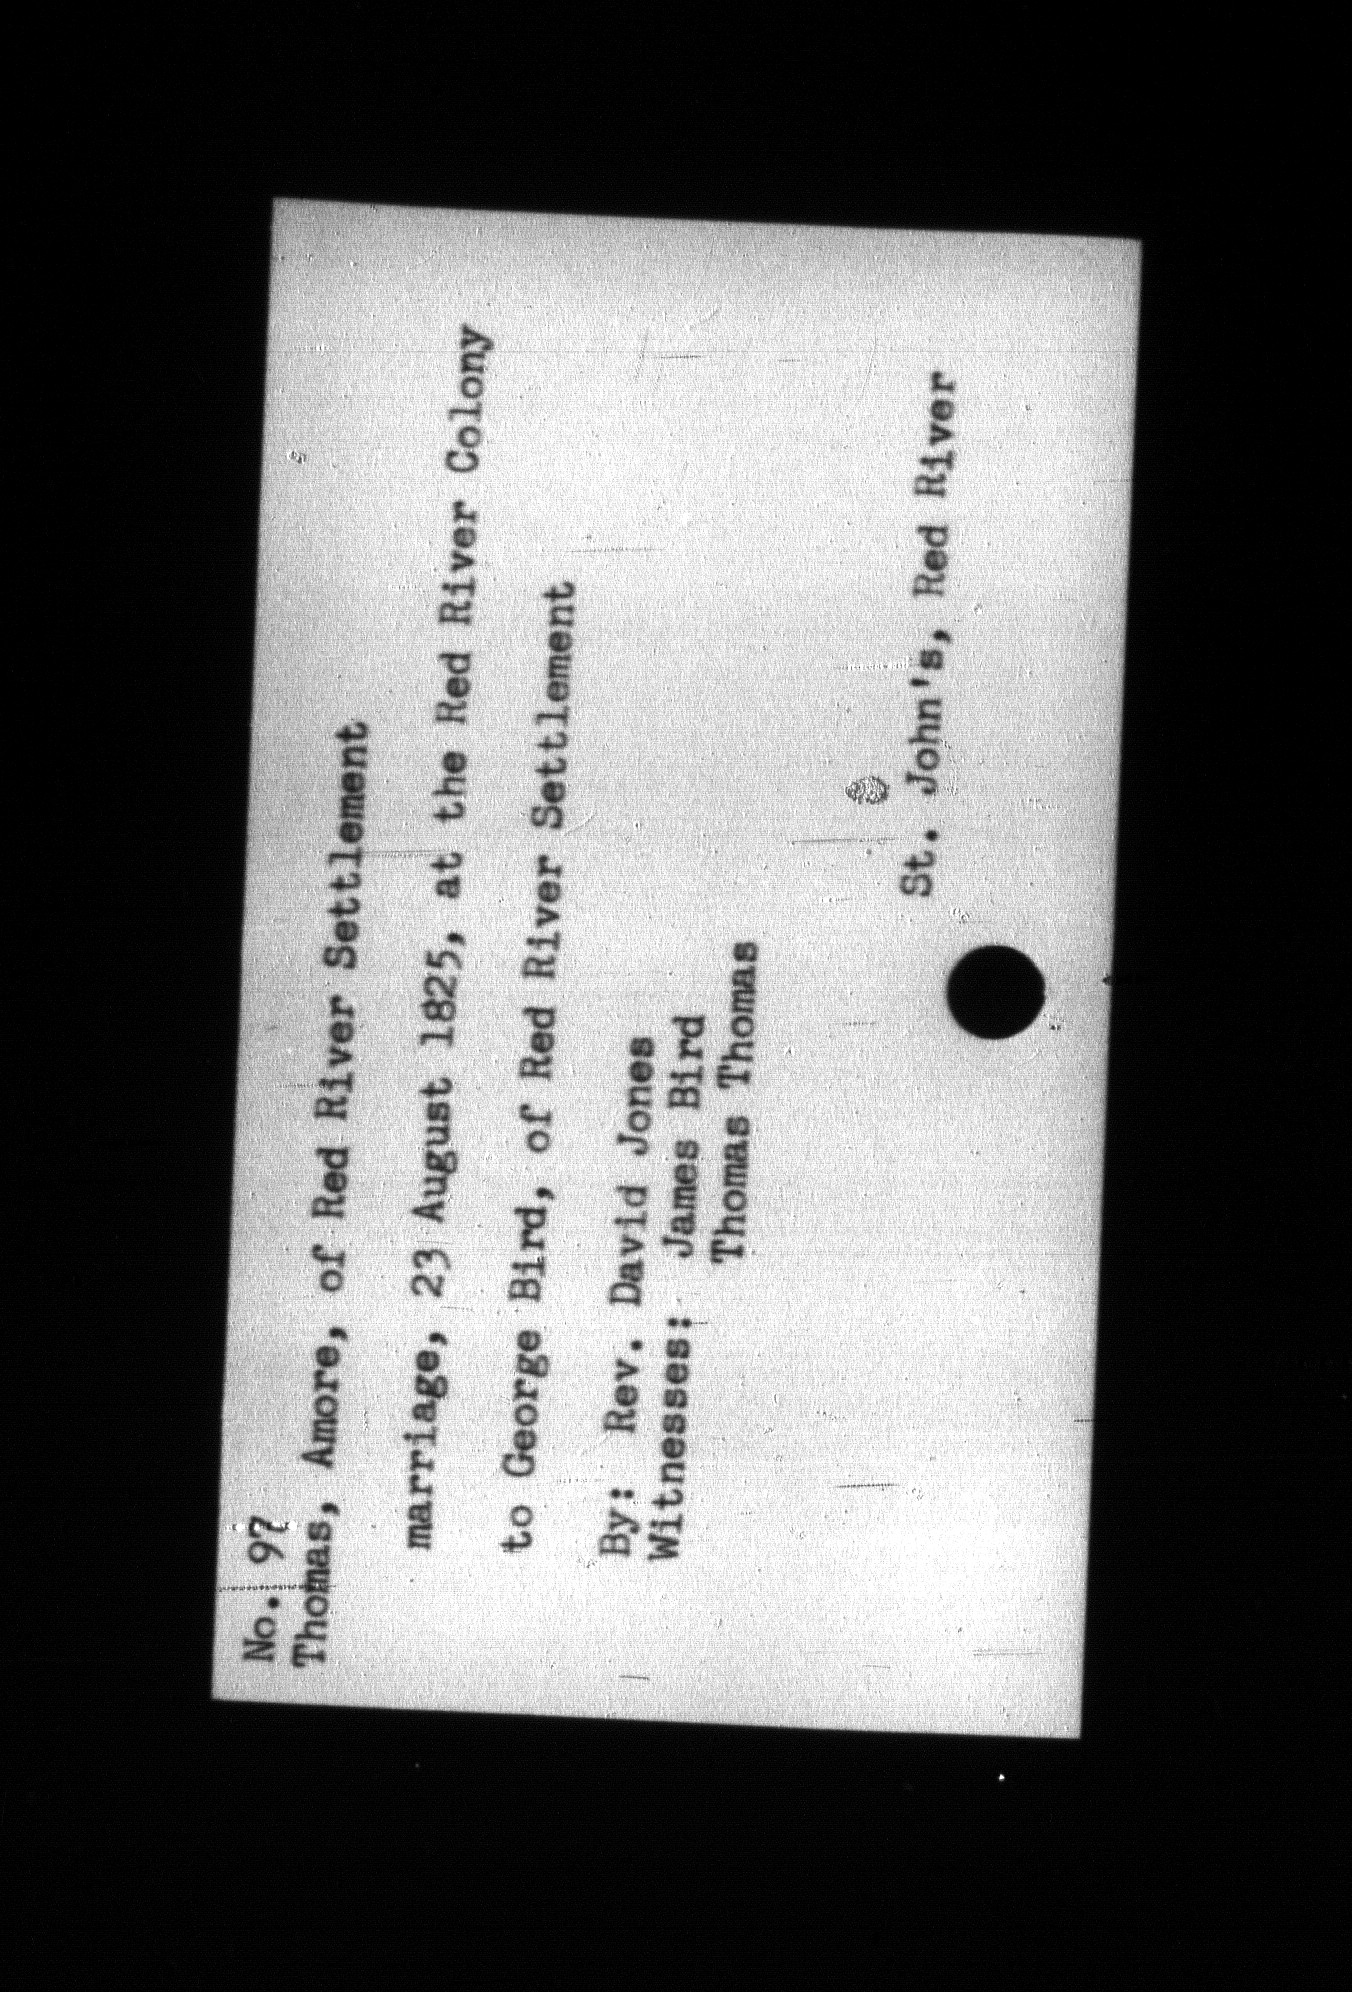 No. 97
Thomas, Amore, of Red River Settlement
marriage, 23 August 1825, at the Red River Colony
to George Bird, of Red River Settlement
By: Rev. David Jones
Witnesses: James Bird
Thomas Thomas
St. John's, Red River